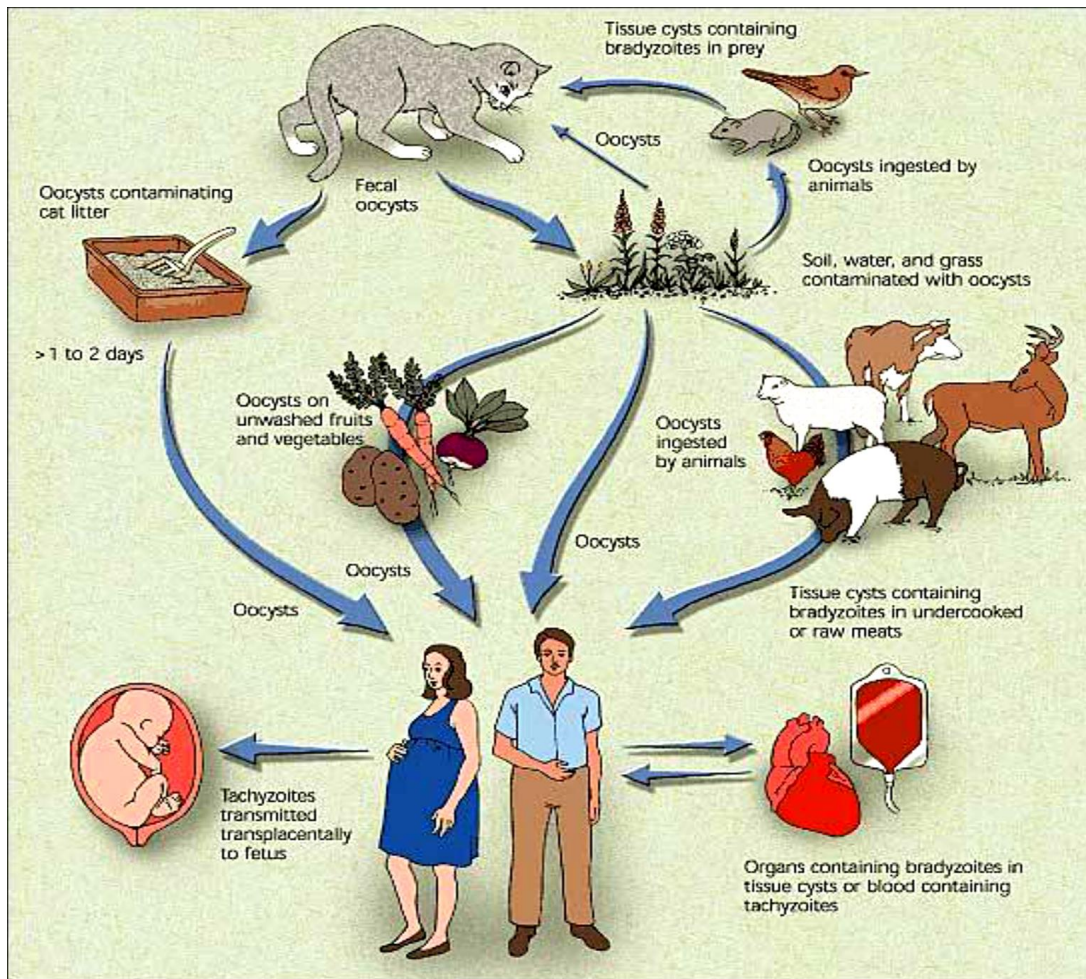 Tissue cysts containing
bradyzoites in prey
Oocysts
Oocysts ingested by
animals
Oocysts contaminating
cat litter
Fecal
oocysts
Soil, water, and grass
contaminated with oocysts
> 1 to 2 days
Oocysts on
unwashed fruits
and vegetables
Oocysts
ingested
by animals
Oocysts
Oocysts
Oocysts
Tissue cysts containing
bradyzoites in undercooked
or raw meats
Tachyzoites
transmitted
transplacentally
to fetus
Organs containing bradyzoites in
tissue cysts or blood containing
tachyzoites